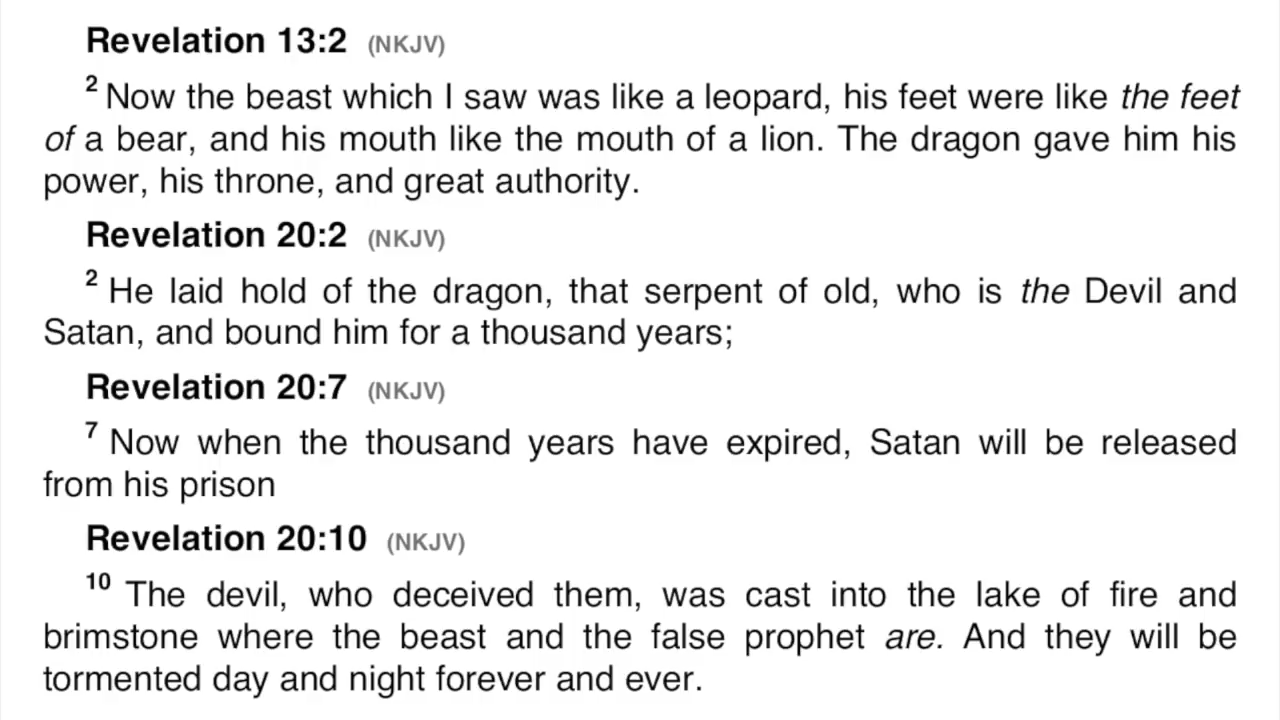 Revelation 13:2 (NKJV)
2 Now the beast which I saw was like a leopard, his feet were like the feet
of a bear, and his mouth like the mouth of a lion. The dragon gave him his
power, his throne, and great authority.
Revelation 20:2 (NKJV)
2 He laid hold of the dragon, that serpent of old, who is the Devil and
Satan, and bound him for a thousand years;
Revelation 20:7 (NKJV)
7 Now when the thousand years have expired, Satan will be released
from his prison
Revelation 20:10 (NKJV)
10 The devil, who deceived them, was cast into the lake of fire and
brimstone where the beast and the false prophet are. And they will be
tormented day and night forever and ever.